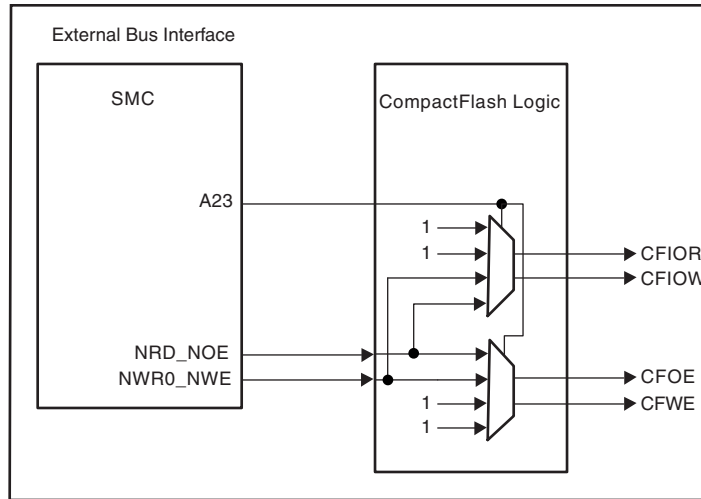 External Bus Interface
SMC
CompactFlash Logic
A23
1
1
CFIOR
CFIOW
NRD_NOE
NWR0_NWE
CFOE
1
CFWE
1